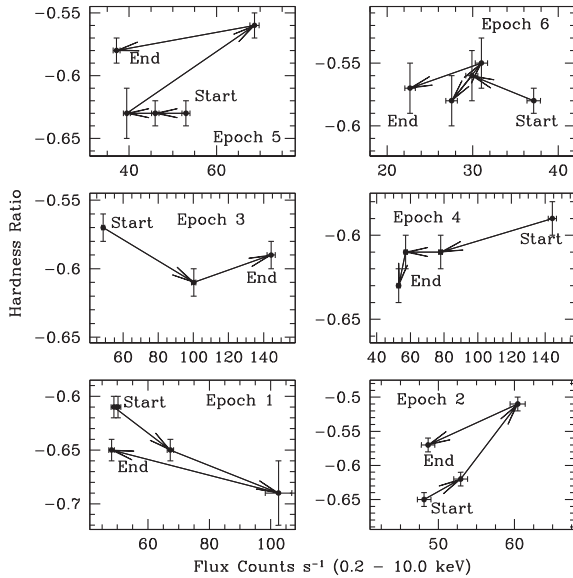 −0.55
−0.6
−0.65
End
Start
Epoch 5
40
60
−0.55
−0.6
Epoch 6
End
Start
20
30
40
Hardness Ratio
−0.55
−0.6
−0.65
Start
Epoch 3
End
60
80
100
120
140
−0.6
−0.65
Epoch 4
Start
End
40
60
80
100
120
140
−0.6
−0.65
−0.7
Start
Epoch 1
End
60
80
100
−0.5
−0.55
−0.6
−0.65
Epoch 2
End
Start
50
60
Flux Counts s⁻¹ (0.2 − 10.0 keV)